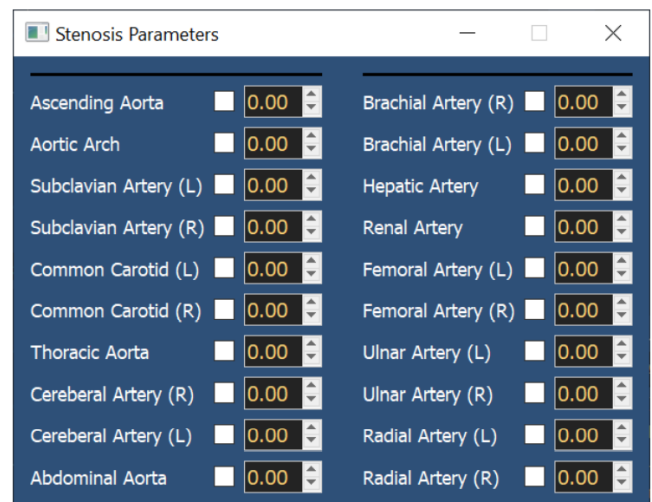 Stenosis Parameters
Ascending Aorta 0.00 Brachial Artery (R) 0.00
Aortic Arch 0.00 Brachial Artery (L) 0.00
Subclavian Artery (L) 0.00 Hepatic Artery 0.00
Subclavian Artery (R) 0.00 Renal Artery 0.00
Common Carotid (L) 0.00 Femoral Artery (L) 0.00
Common Carotid (R) 0.00 Femoral Artery (R) 0.00
Thoracic Aorta 0.00 Ulnar Artery (L) 0.00
Cereberal Artery (R) 0.00 Ulnar Artery (R) 0.00
Cereberal Artery (L) 0.00 Radial Artery (L) 0.00
Abdominal Aorta 0.00 Radial Artery (R) 0.00